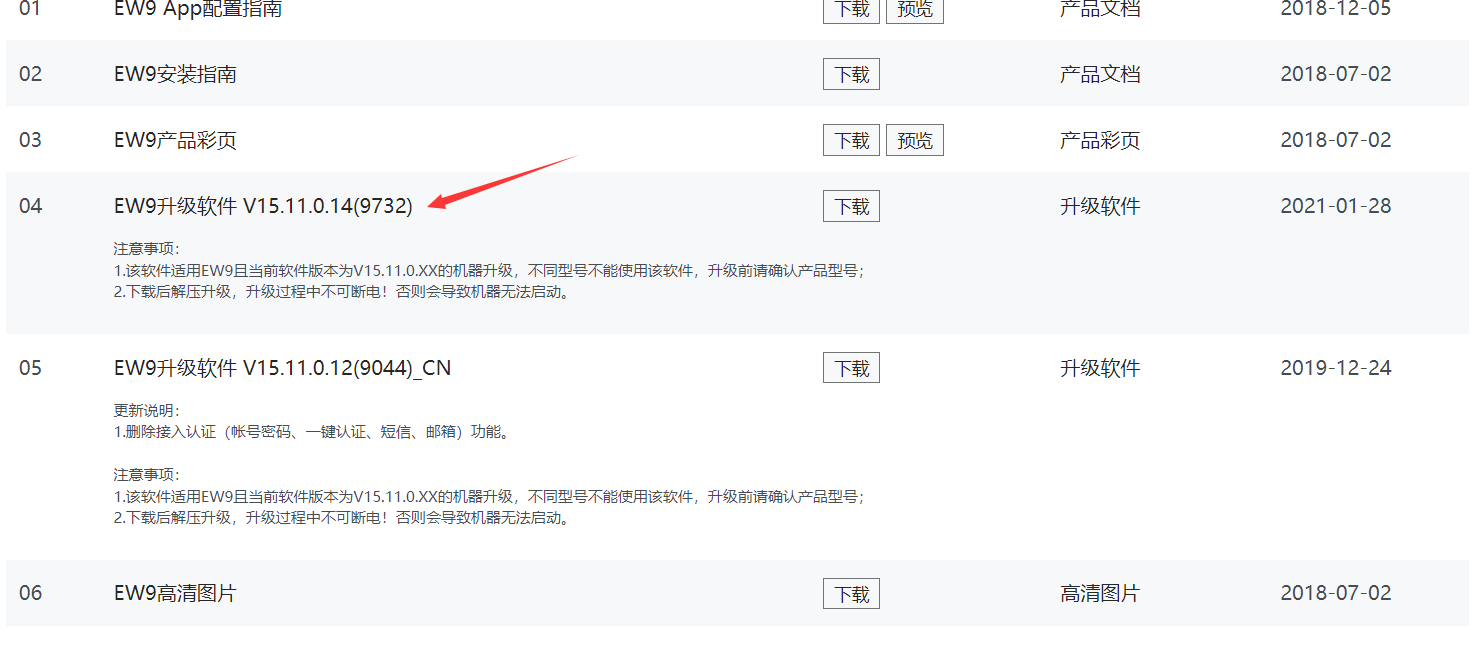 01 EW9 App配置指南 下载 预览 产品文档 2018-12-05
02 EW9安装指南 下载 产品文档 2018-07-02
03 EW9产品彩页 下载 预览 产品彩页 2018-07-02
04 EW9升级软件 V15.11.0.14(9732) 下载 升级软件 2021-01-28
注意事项：
1.该软件适用EW9且当前软件版本为V15.11.0.XX的机器升级，不同型号不能使用该软件，升级前请确认产品型号；
2.下载后解压升级，升级过程中不可断电！否则会导致机器无法启动。
05 EW9升级软件 V15.11.0.12(9044)_CN 下载 升级软件 2019-12-24
更新说明：
1.删除接入认证（帐号密码、一键认证、短信、邮箱）功能。
注意事项：
1.该软件适用EW9且当前软件版本为V15.11.0.XX的机器升级，不同型号不能使用该软件，升级前请确认产品型号；
2.下载后解压升级，升级过程中不可断电！否则会导致机器无法启动。
06 EW9高清图片 下载 高清图片 2018-07-02